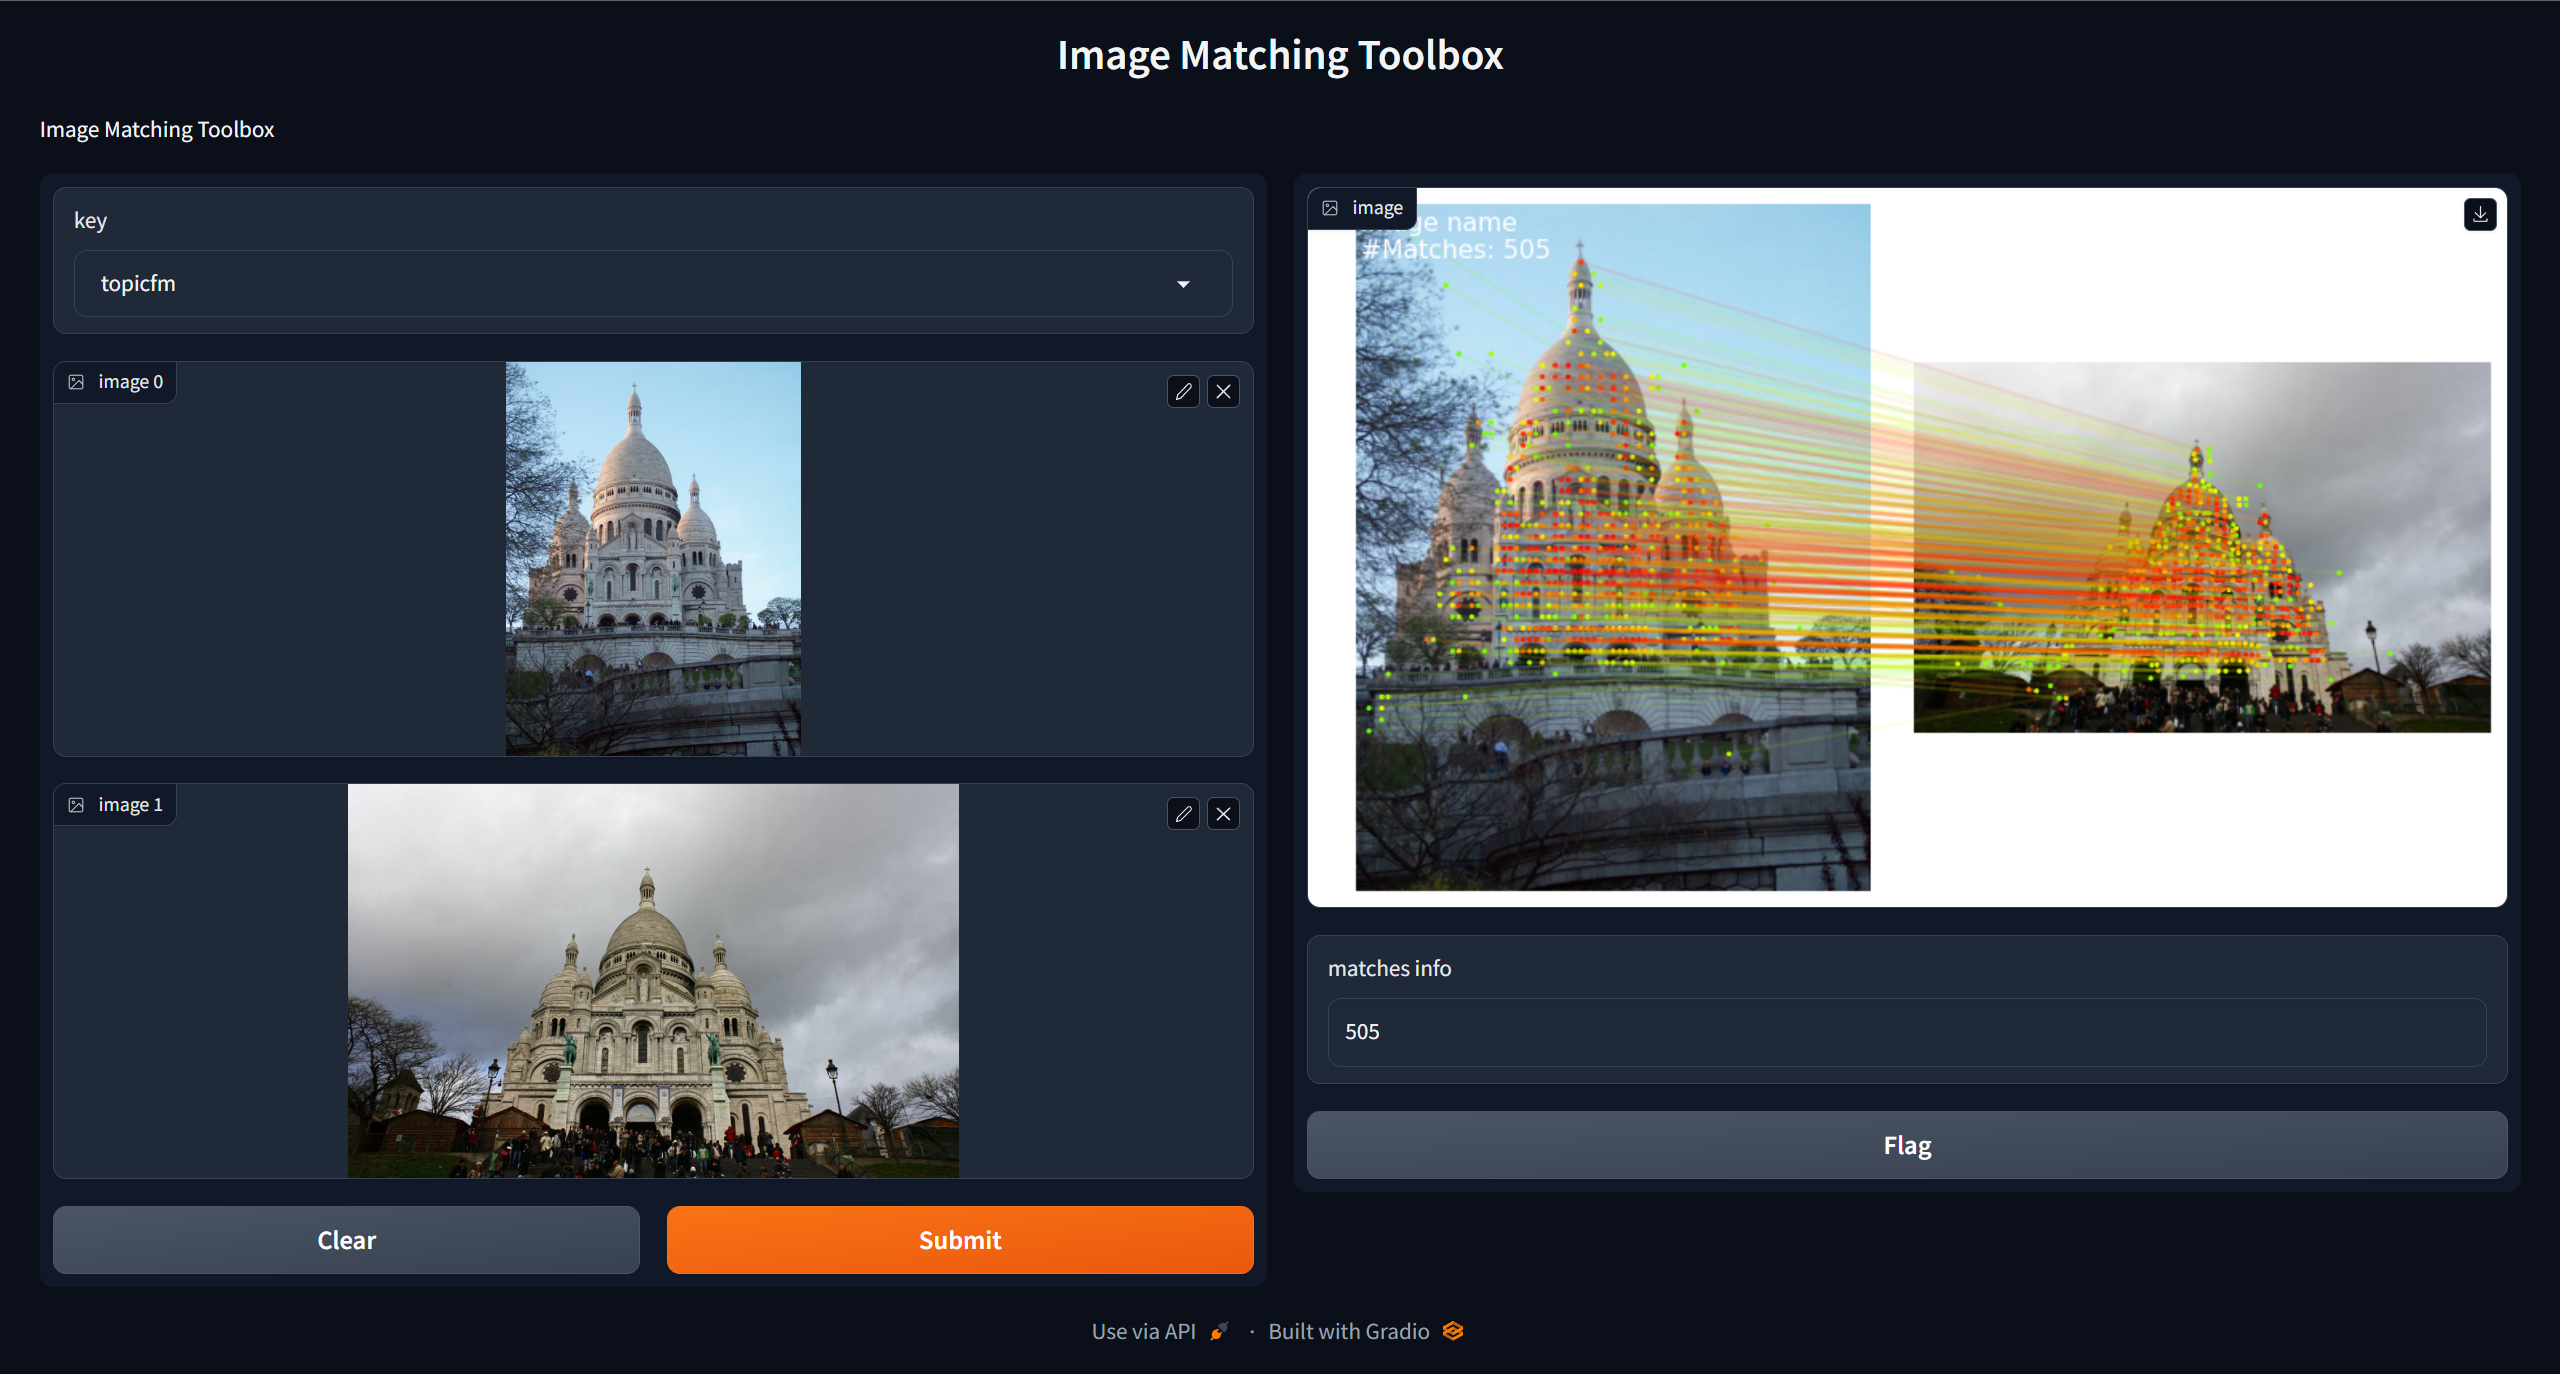 Image Matching Toolbox
Image Matching Toolbox
key
topicfm
image 0
image 1
Clear
Submit
image
ge name
#Matches: 505
matches info
505
Flag
Use via API · Built with Gradio